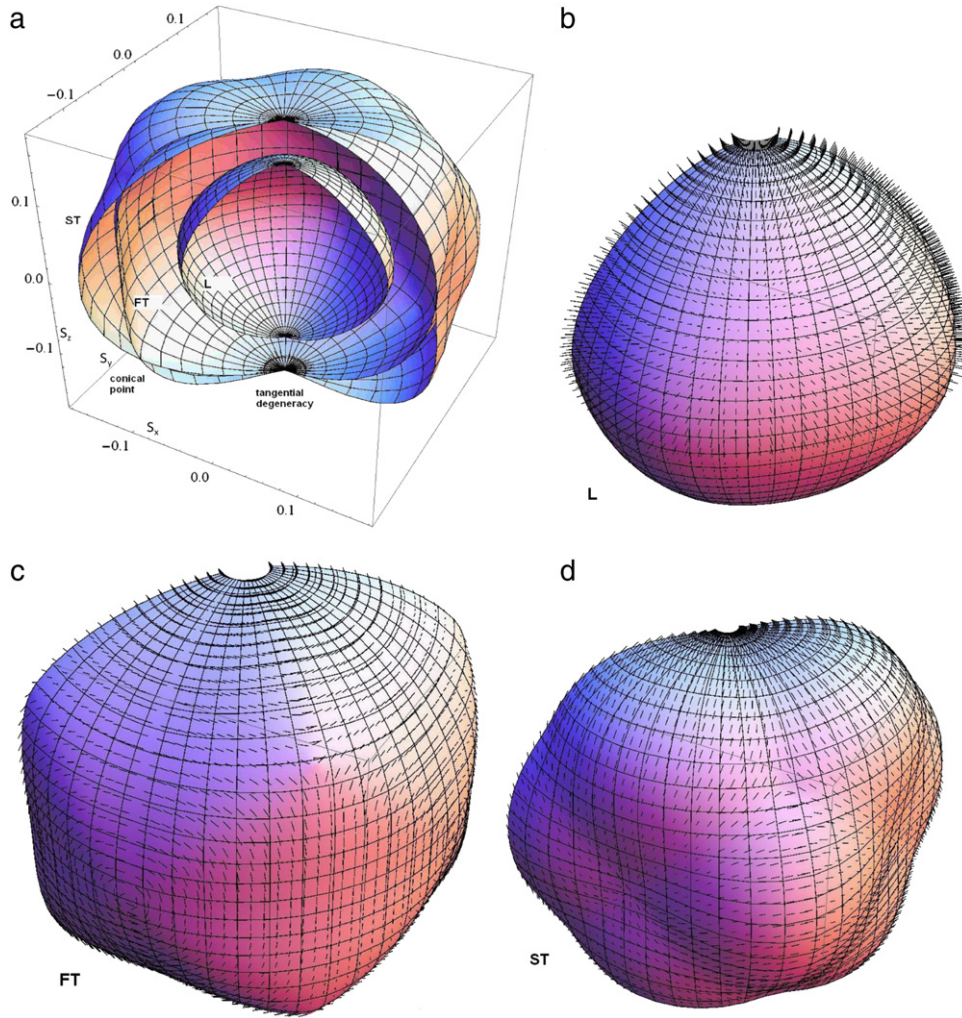 a
0.1
0.0
−0.1
0.1
ST
0.0
FT
L
S_z
−0.1
S_y
conical
point
tangential
degeneracy
−0.1
S_x
0.0
0.1
b
L
c
FT
d
ST